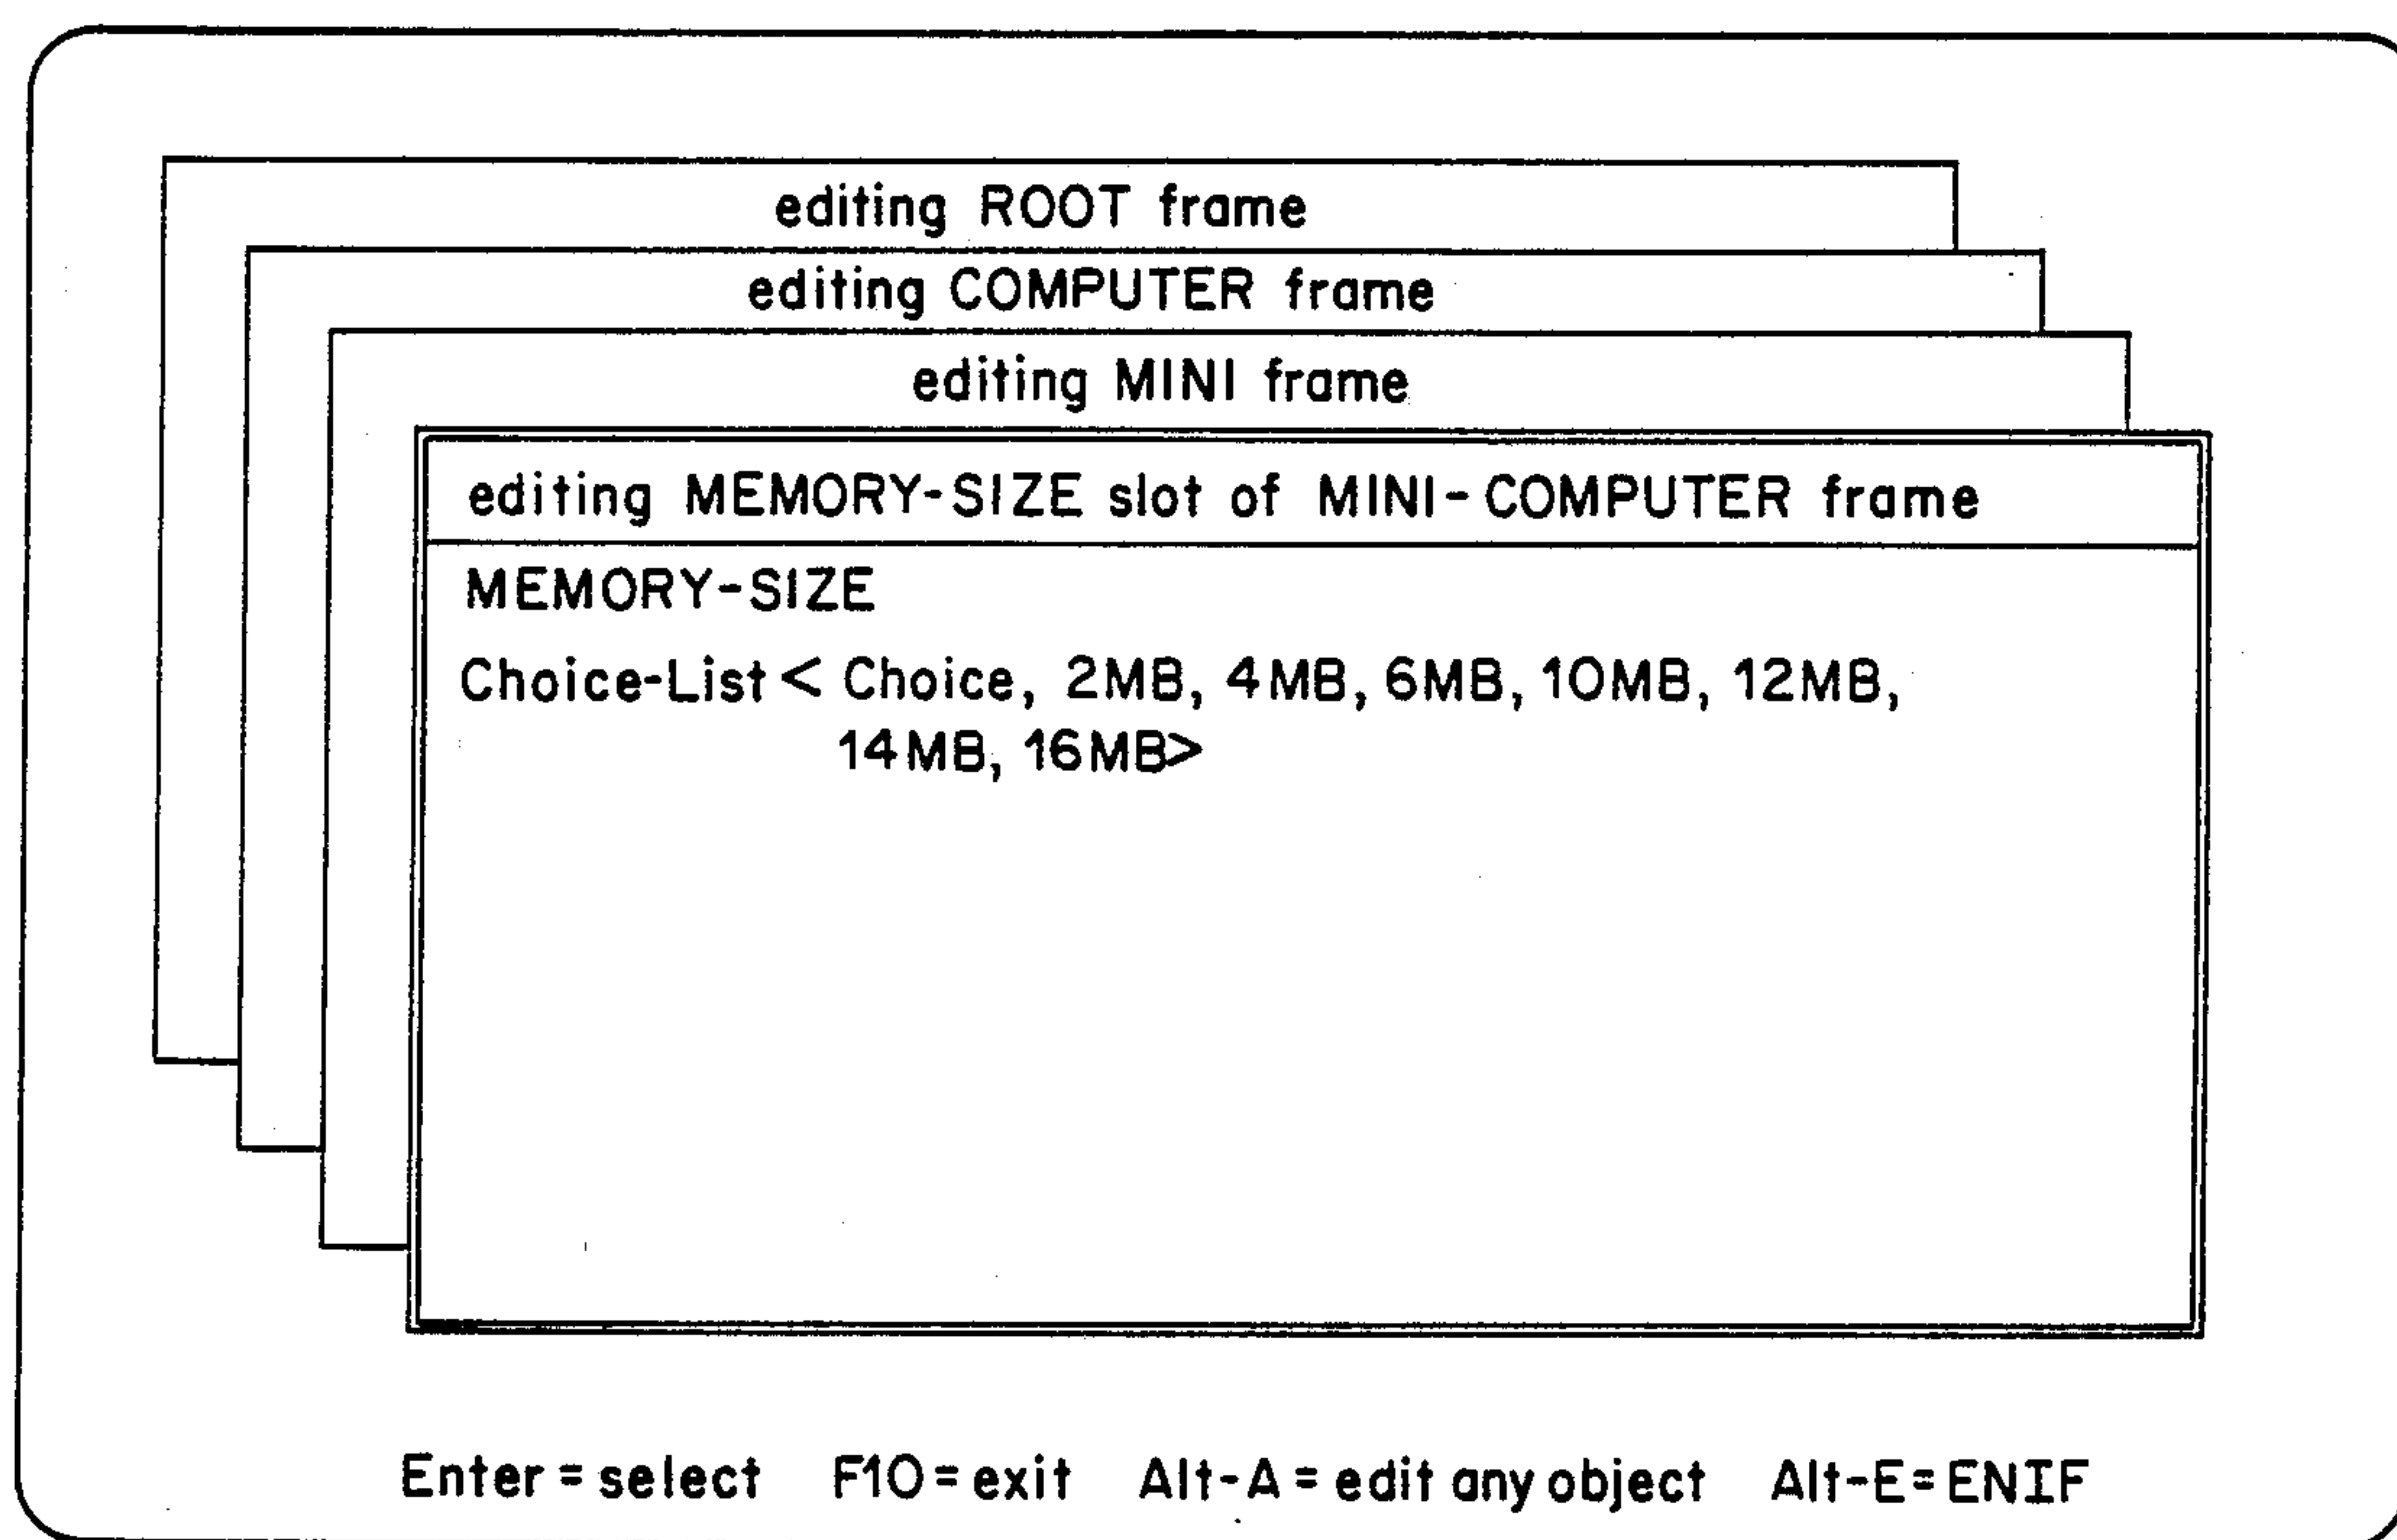 editing ROOT frame
editing COMPUTER frame
editing MINI frame
editing MEMORY-SIZE slot of MINI-COMPUTER frame
MEMORY-SIZE
Choice-List < Choice, 2MB, 4MB, 6MB, 10MB, 12MB,
14MB, 16MB>
Enter = select F10 = exit Alt-A = edit any object Alt-E = ENIF